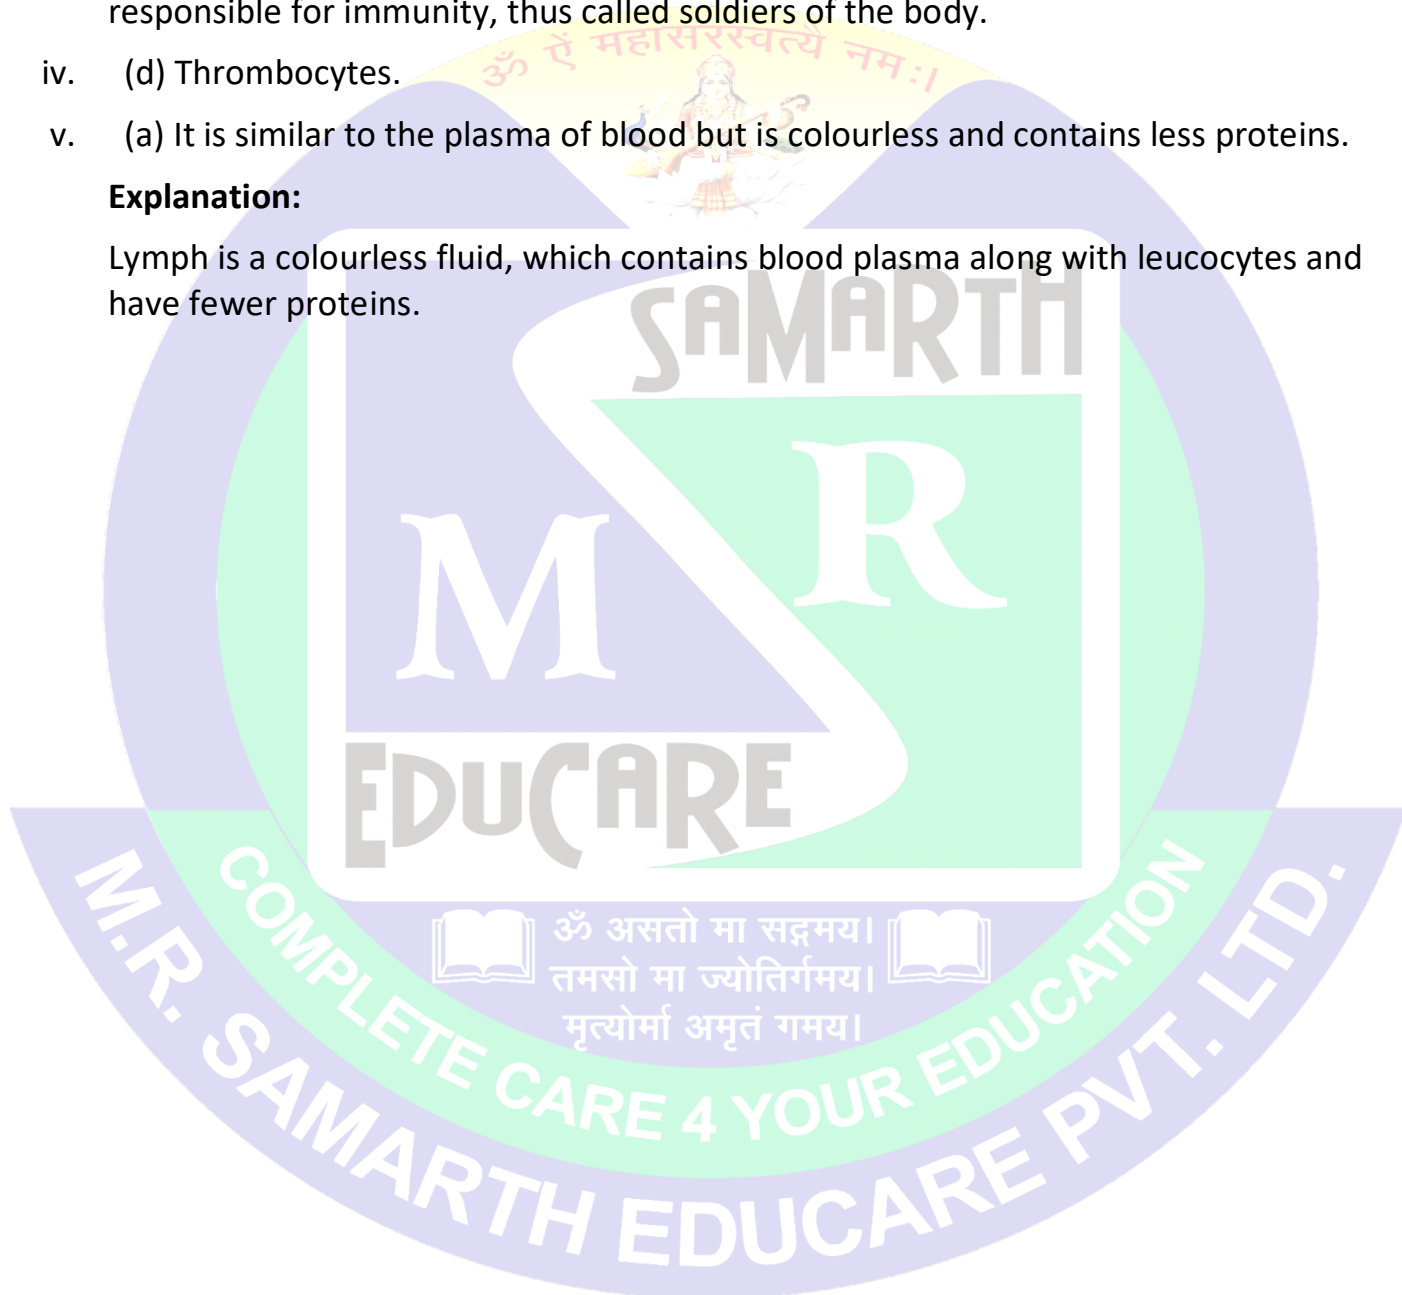 responsible for immunity, thus called soldiers of the body.
ॐ ऐं महासरस्वत्यै नमः।
iv. (d) Thrombocytes.
v. (a) It is similar to the plasma of blood but is colourless and contains less proteins.
Explanation:
Lymph is a colourless fluid, which contains blood plasma along with leucocytes and
have fewer proteins.
SAMARTH
M R
EDUCARE
ॐ असतो मा सद्गमय।
तमसो मा ज्योतिर्गमय।
मृत्योर्मा अमृतं गमय।
COMPLETE CARE 4 YOUR EDUCATION
M.R. SAMARTH EDUCARE PVT. LTD.